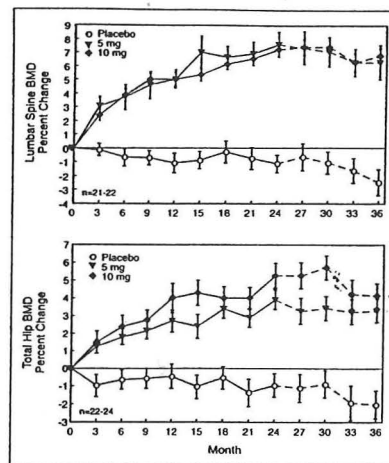 Placebo
5 mg
10 mg
Lumbar Spine BMD
Percent Change
8
7
6
5
4
3
2
1
0
-1
-2
-3
-4
n=21-22
0 3 6 9 12 15 18 21 24 27 30 33 36
Placebo
5 mg
10 mg
Total Hip BMD
Percent Change
7
6
5
4
3
2
1
0
-1
-2
-3
n=22-24
0 3 6 9 12 15 18 21 24 27 30 33 36
Month